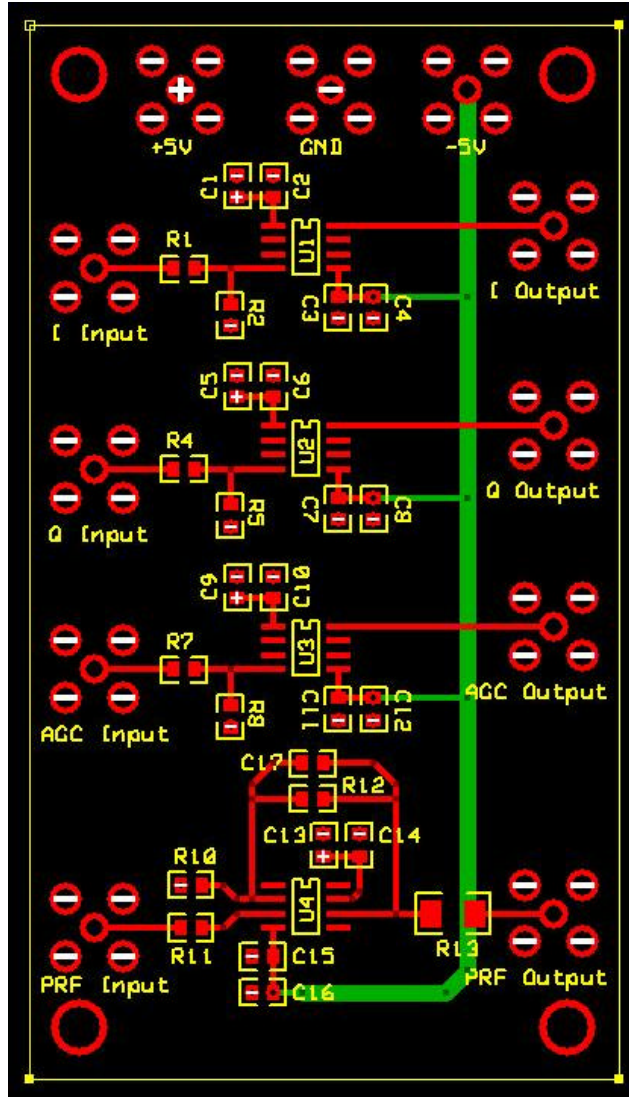 +5V GND -5V
C1 C2
R1 U1
R2 C3 C4
I Input I Output
C5 C6
R4 U2
R5 C7 C8
Q Input Q Output
C9 C10
R7 U3
R8 C11 C12
AGC Input AGC Output
C17 R12
C13 C14
R10 U4
R11 R13
C15
PRF Input C16 PRF Output